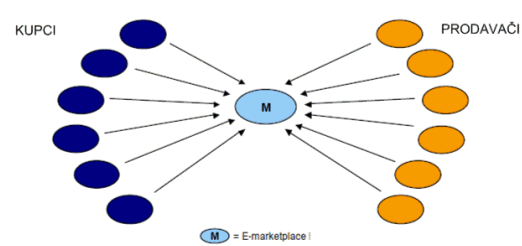 KUPCI
PRODAVAČI
M
M = E-marketplace